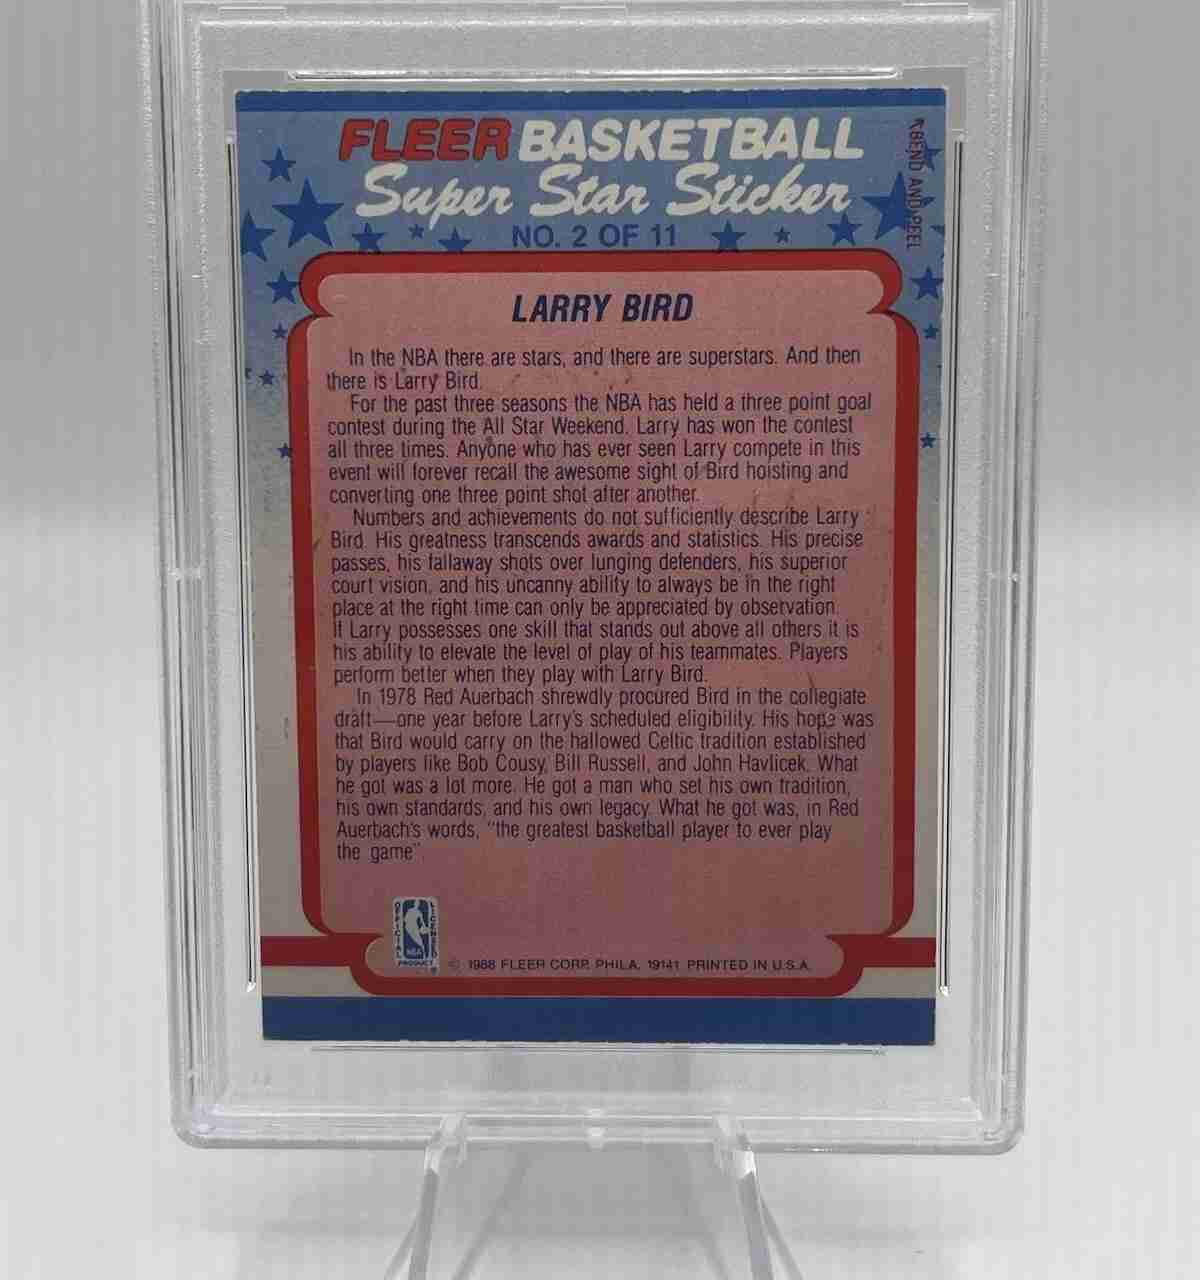 FLEER BASKETBALL
Super Star Sticker
NO. 2 OF 11
BEND AND PEEL
LARRY BIRD
In the NBA there are stars, and there are superstars. And then
there is Larry Bird.
For the past three seasons the NBA has held a three point goal
contest during the All Star Weekend. Larry has won the contest
all three times. Anyone who has ever seen Larry compete in this
event will forever recall the awesome sight of Bird hoisting and
converting one three point shot after another.
Numbers and achievements do not sufficiently describe Larry
Bird. His greatness transcends awards and statistics. His precise
passes, his fallaway shots over lunging defenders, his superior
court vision, and his uncanny ability to always be in the right
place at the right time can only be appreciated by observation.
If Larry possesses one skill that stands out above all others it is
his ability to elevate the level of play of his teammates. Players
perform better when they play with Larry Bird.
In 1978 Red Auerbach shrewdly procured Bird in the collegiate
draft—one year before Larry's scheduled eligibility. His hope was
that Bird would carry on the hallowed Celtic tradition established
by players like Bob Cousy, Bill Russell, and John Havlicek. What
he got was a lot more. He got a man who set his own tradition,
his own standards, and his own legacy. What he got was, in Red
Auerbach's words, "the greatest basketball player to ever play
the game".
OFFICIAL LICENSED
NBA
PRODUCT ®
© 1988 FLEER CORP. PHILA. 19141 PRINTED IN U.S.A.